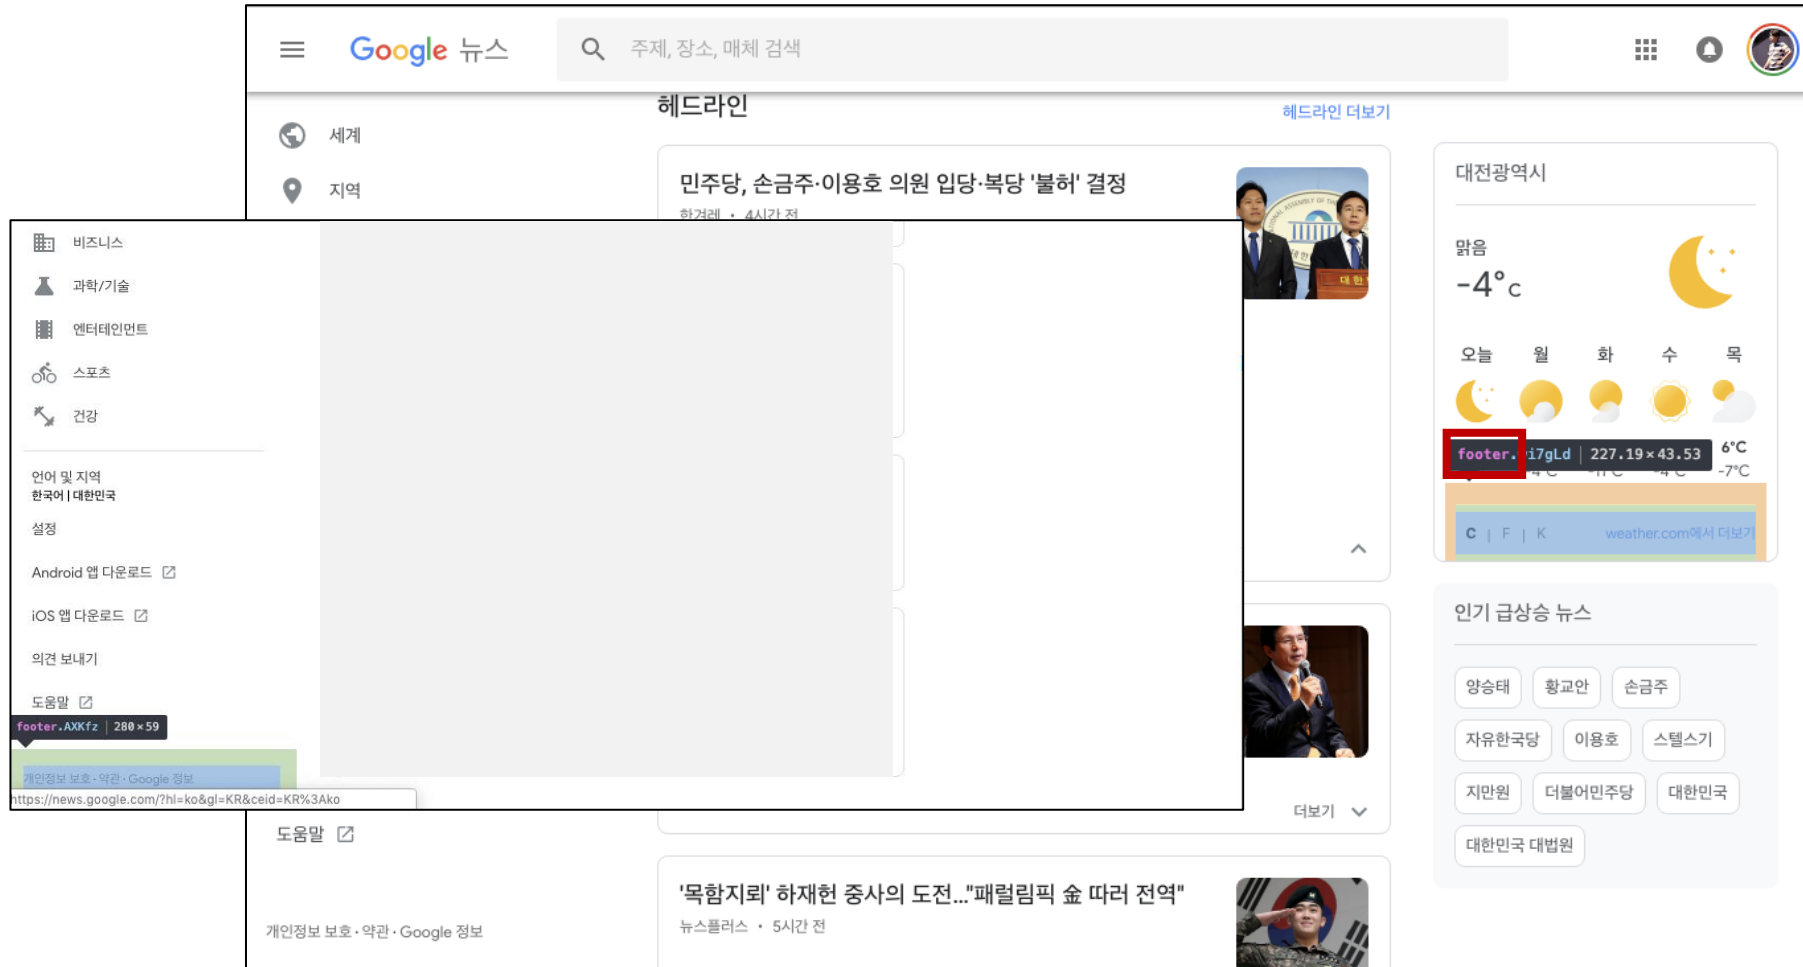 Google 뉴스
주제, 장소, 매체 검색
세계
지역
헤드라인
헤드라인 더보기
민주당, 손금주·이용호 의원 입당·복당 '불허' 결정
한겨레 • 4시간 전
대전광역시
맑음
-4°C
오늘 월 화 수 목
footer. i7gLd | 227.19×43.53
6°C
-7°C
C | F | K
weather.com에서 더보기
인기 급상승 뉴스
양승태
황교안
손금주
자유한국당
이용호
스텔스기
지만원
더불어민주당
대한민국
대한민국 대법원
비즈니스
과학/기술
엔터테인먼트
스포츠
건강
언어 및 지역
한국어 | 대한민국
설정
Android 앱 다운로드
iOS 앱 다운로드
의견 보내기
도움말
footer.AXKfz | 280×59
개인정보 보호 · 약관 · Google 정보
https://news.google.com/?hl=ko&gl=KR&ceid=KR%3Ako
더보기
도움말
개인정보 보호 · 약관 · Google 정보
'목함지뢰' 하재헌 중사의 도전..."패럴림픽 金 따러 전역"
뉴스플러스 • 5시간 전